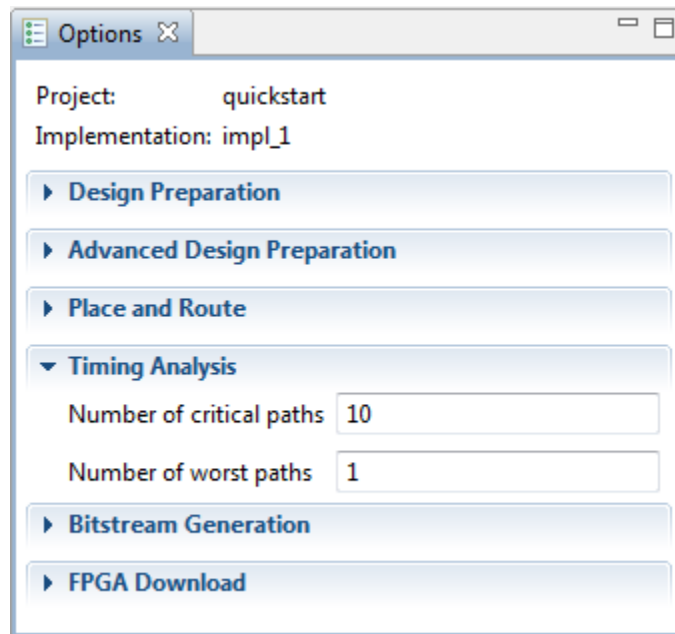 Options
Project: quickstart
Implementation: impl_1
Design Preparation
Advanced Design Preparation
Place and Route
Timing Analysis
Number of critical paths 10
Number of worst paths 1
Bitstream Generation
FPGA Download